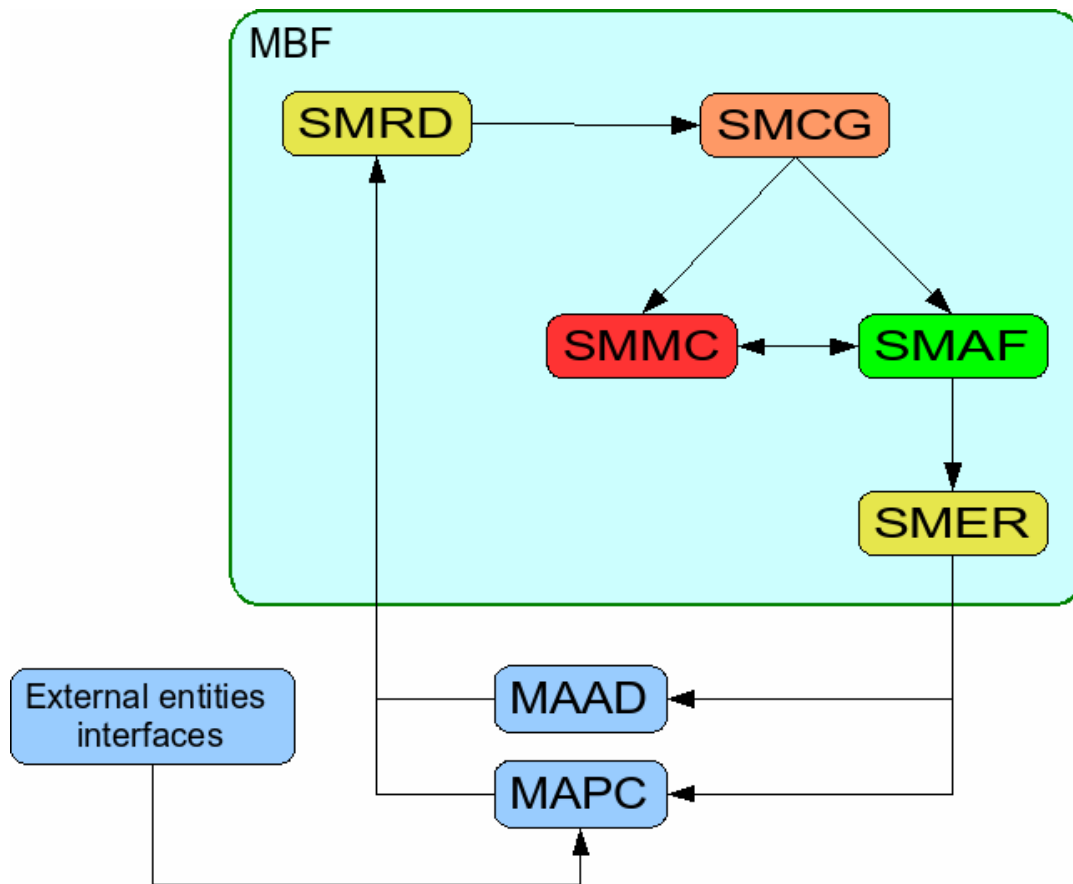 MBF
SMRD
SMCG
SMMC
SMAF
SMER
MAAD
External entities
interfaces
MAPC